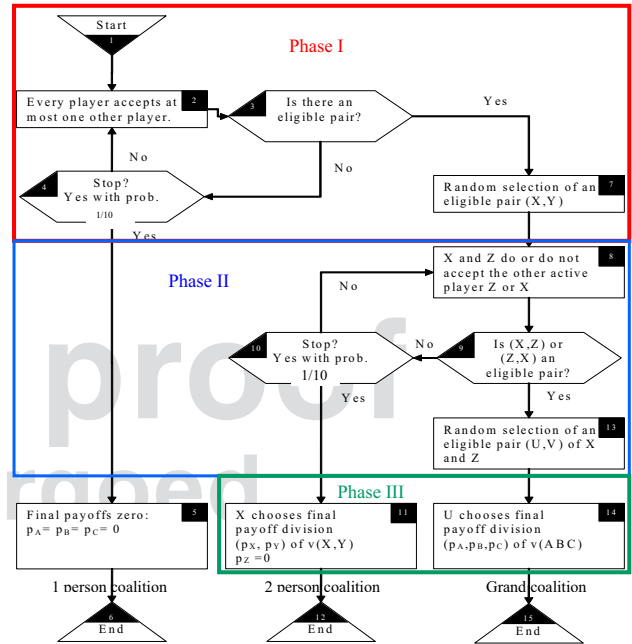 Start
1
Phase I
Every player accepts at
most one other player.
2
3
Is there an
eligible pair?
Yes
No
No
4
Stop?
Yes with prob.
1/10
Yes
7
Random selection of an
eligible pair (X,Y)
Phase II
8
X and Z do or do not
accept the other active
player Z or X
No
10
Stop?
Yes with prob.
1/10
Yes
No
9
Is (X,Z) or
(Z,X) an
eligible pair?
Yes
proof
13
Random selection of an
eligible pair (U,V) of X
and Z
rgoed
Phase III
5
Final payoffs zero:
pA= pB= pC= 0
11
X chooses final
payoff division
(pX, pY) of v(X,Y)
pZ =0
14
U chooses final
payoff division
(pA,pB,pC) of v(ABC)
1 person coalition
2 person coalition
Grand coalition
6
End
12
End
15
End